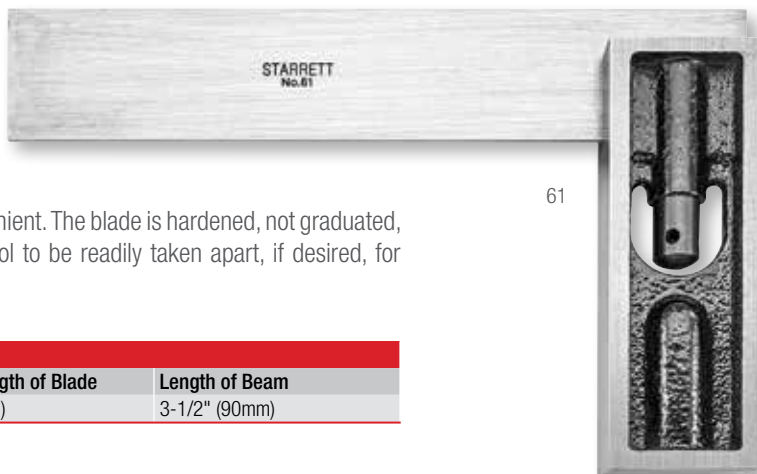 STARRETT
No.61
61
nient. The blade is hardened, not graduated,
ol to be readily taken apart, if desired, for
gth of Blade Length of Beam
) 3-1/2" (90mm)